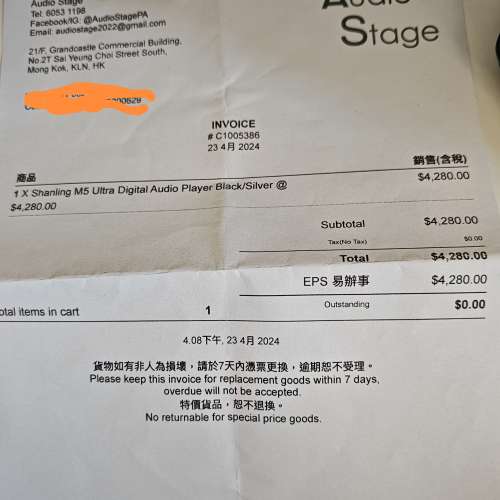 Audio Stage
Tel: 6053 1198
Facebook/IG: @AudioStagePA
Email: audiostage2022@gmail.com
21/F, Grandcastle Commercial Building,
No.2T Sai Yeung Choi Street South,
Mong Kok, KLN, HK
Audio
Stage
INVOICE
# C1005386
23 4月 2024
商品 銷售(含稅)
1 X Shanling M5 Ultra Digital Audio Player Black/Silver @ $4,280.00
$4,280.00
Subtotal $4,280.00
Tax(No Tax) $0.00
Total $4,280.00
EPS 易辦事 $4,280.00
Outstanding $0.00
otal items in cart 1
4.08下午, 23 4月 2024
貨物如有非人為損壞，請於7天內憑票更換，逾期恕不受理。
Please keep this invoice for replacement goods within 7 days,
overdue will not be accepted.
特價貨品，恕不退換。
No returnable for special price goods.